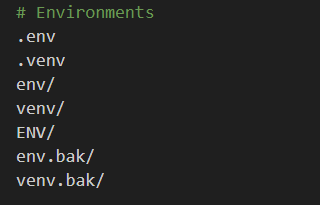 # Environments
.env
.venv
env/
venv/
ENV/
env.bak/
venv.bak/